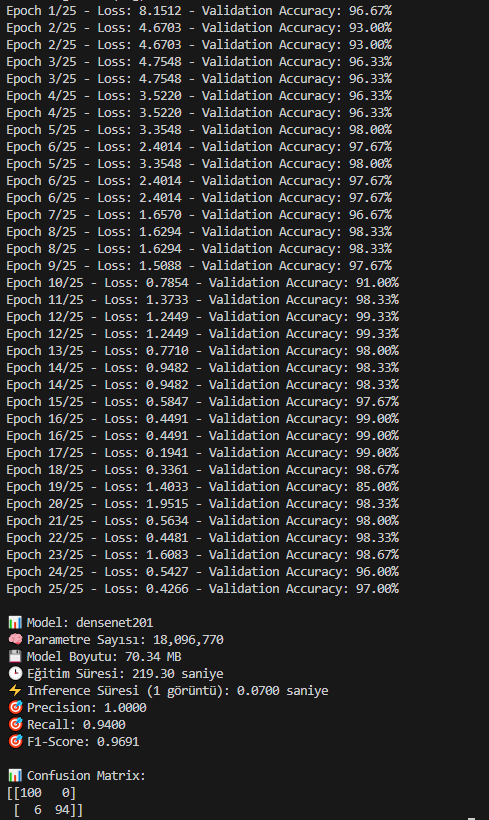 Epoch 1/25 - Loss: 8.1512 - Validation Accuracy: 96.67%
Epoch 2/25 - Loss: 4.6703 - Validation Accuracy: 93.00%
Epoch 2/25 - Loss: 4.6703 - Validation Accuracy: 93.00%
Epoch 3/25 - Loss: 4.7548 - Validation Accuracy: 96.33%
Epoch 3/25 - Loss: 4.7548 - Validation Accuracy: 96.33%
Epoch 4/25 - Loss: 3.5220 - Validation Accuracy: 96.33%
Epoch 4/25 - Loss: 3.5220 - Validation Accuracy: 96.33%
Epoch 5/25 - Loss: 3.3548 - Validation Accuracy: 98.00%
Epoch 6/25 - Loss: 2.4014 - Validation Accuracy: 97.67%
Epoch 5/25 - Loss: 3.3548 - Validation Accuracy: 98.00%
Epoch 6/25 - Loss: 2.4014 - Validation Accuracy: 97.67%
Epoch 6/25 - Loss: 2.4014 - Validation Accuracy: 97.67%
Epoch 7/25 - Loss: 1.6570 - Validation Accuracy: 96.67%
Epoch 8/25 - Loss: 1.6294 - Validation Accuracy: 98.33%
Epoch 8/25 - Loss: 1.6294 - Validation Accuracy: 98.33%
Epoch 9/25 - Loss: 1.5088 - Validation Accuracy: 97.67%
Epoch 10/25 - Loss: 0.7854 - Validation Accuracy: 91.00%
Epoch 11/25 - Loss: 1.3733 - Validation Accuracy: 98.33%
Epoch 12/25 - Loss: 1.2449 - Validation Accuracy: 99.33%
Epoch 12/25 - Loss: 1.2449 - Validation Accuracy: 99.33%
Epoch 13/25 - Loss: 0.7710 - Validation Accuracy: 98.00%
Epoch 14/25 - Loss: 0.9482 - Validation Accuracy: 98.33%
Epoch 14/25 - Loss: 0.9482 - Validation Accuracy: 98.33%
Epoch 15/25 - Loss: 0.5847 - Validation Accuracy: 97.67%
Epoch 16/25 - Loss: 0.4491 - Validation Accuracy: 99.00%
Epoch 16/25 - Loss: 0.4491 - Validation Accuracy: 99.00%
Epoch 17/25 - Loss: 0.1941 - Validation Accuracy: 99.00%
Epoch 18/25 - Loss: 0.3361 - Validation Accuracy: 98.67%
Epoch 19/25 - Loss: 1.4033 - Validation Accuracy: 85.00%
Epoch 20/25 - Loss: 1.9515 - Validation Accuracy: 98.33%
Epoch 21/25 - Loss: 0.5634 - Validation Accuracy: 98.00%
Epoch 22/25 - Loss: 0.4481 - Validation Accuracy: 98.33%
Epoch 23/25 - Loss: 1.6083 - Validation Accuracy: 98.67%
Epoch 24/25 - Loss: 0.5427 - Validation Accuracy: 96.00%
Epoch 25/25 - Loss: 0.4266 - Validation Accuracy: 97.00%
📊 Model: densenet201
🧠 Parametre Sayısı: 18,096,770
💾 Model Boyutu: 70.34 MB
🕒 Eğitim Süresi: 219.30 saniye
⚡ Inference Süresi (1 görüntü): 0.0700 saniye
🎯 Precision: 1.0000
🎯 Recall: 0.9400
🎯 F1-Score: 0.9691
📊 Confusion Matrix:
[[100   0]
 [  6  94]]